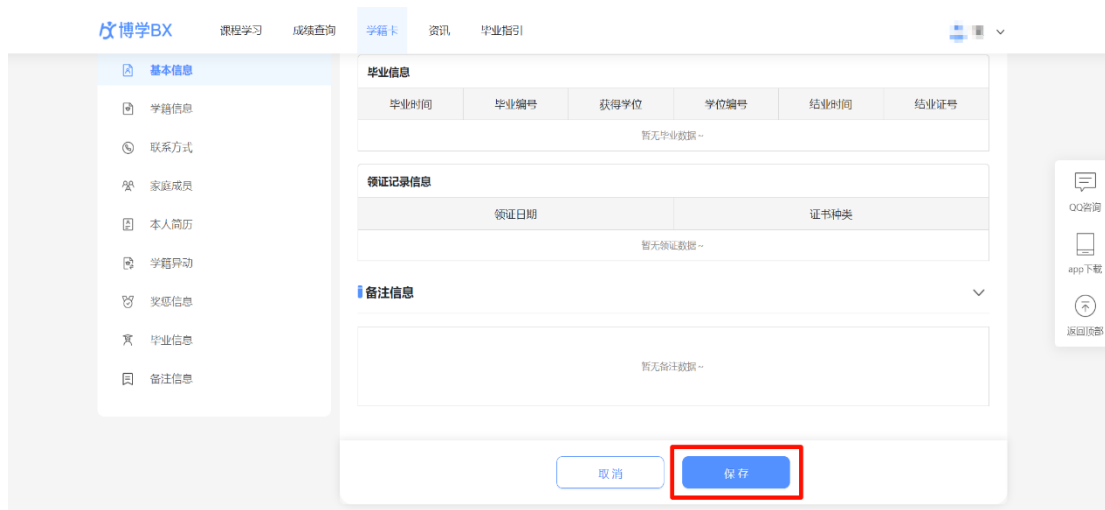 博学BX 课程学习 成绩查询 学籍卡 资讯 毕业指引
基本信息
学籍信息
联系方式
家庭成员
本人简历
学籍异动
奖惩信息
毕业信息
备注信息
毕业信息
毕业时间 毕业编号 获得学位 学位编号 结业时间 结业证号
暂无毕业数据~
领证记录信息
领证日期 证书种类
暂无领证数据~
备注信息
暂无备注数据~
取消 保存
QQ咨询
app下载
返回顶部